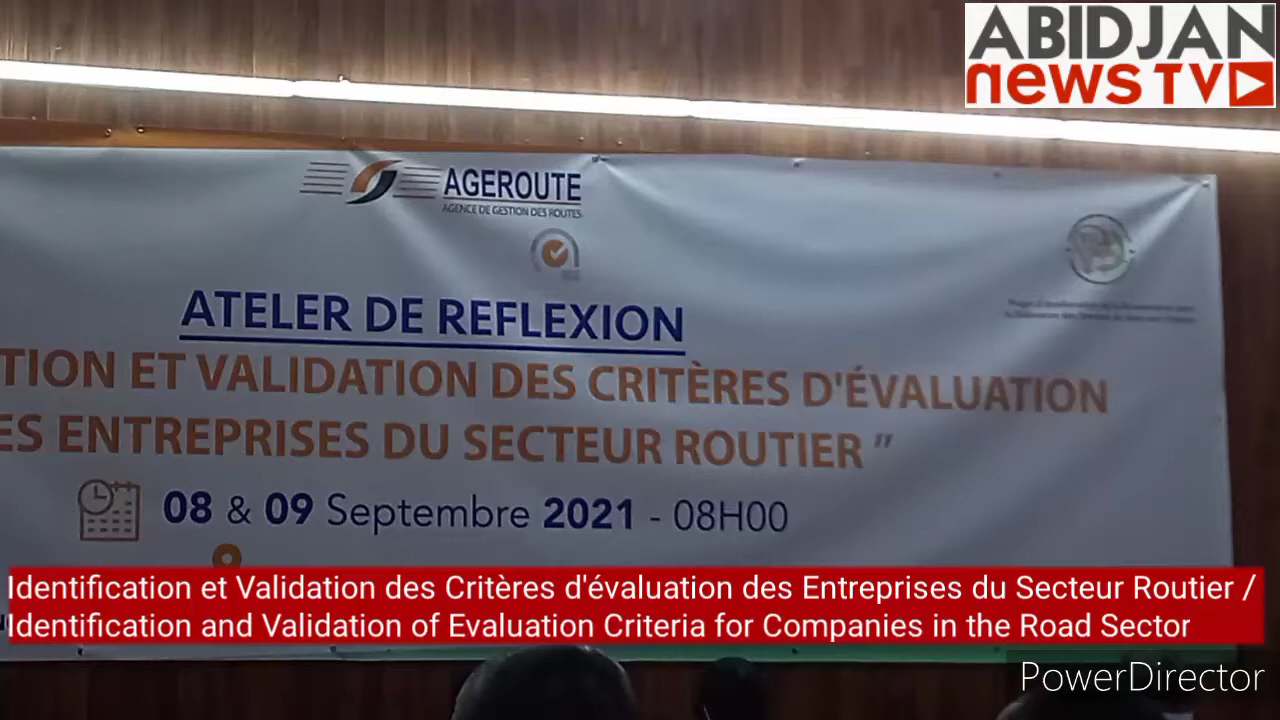 ABIDJAN
news TV
AGEROUTE
AGENCE DE GESTION DES ROUTES
ATELER DE REFLEXION
TION ET VALIDATION DES CRITÈRES D'ÉVALUATION
ES ENTREPRISES DU SECTEUR ROUTIER "
08 & 09 Septembre 2021 - 08H00
Identification et Validation des Critères d'évaluation des Entreprises du Secteur Routier /
Identification and Validation of Evaluation Criteria for Companies in the Road Sector
PowerDirector